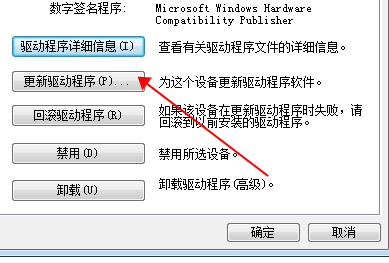 数字签名程序:
Microsoft Windows Hardware
Compatibility Publisher
驱动程序详细信息(I)
查看有关驱动程序文件的详细信息。
更新驱动程序(P)...
为这个设备更新驱动程序软件。
回滚驱动程序(R)
如果该设备在更新驱动程序时失败，请
回滚到以前安装的驱动程序。
禁用(D)
禁用所选设备。
卸载(U)
卸载驱动程序(高级)。
确定
取消